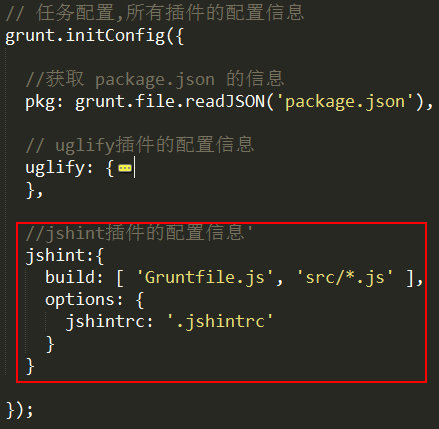 // 任务配置,所有插件的配置信息
grunt.initConfig({
//获取 package.json 的信息
pkg: grunt.file.readJSON('package.json'),
// uglify插件的配置信息
uglify: {
},
//jshint插件的配置信息'
jshint:{
build: [ 'Gruntfile.js', 'src/*.js' ],
options: {
jshintrc: '.jshintrc'
}
}
});